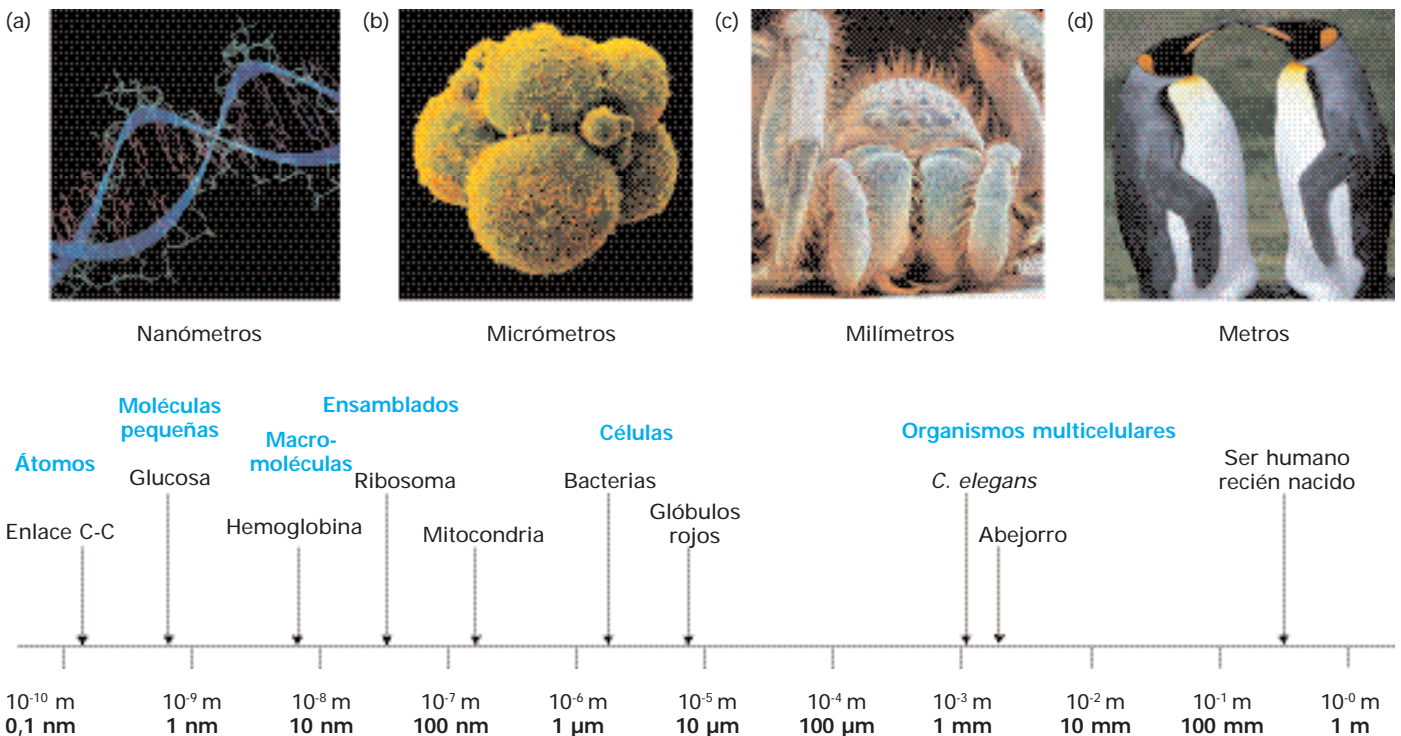 (a)
(b)
(c)
(d)
Nanómetros
Micrómetros
Milímetros
Metros
Átomos
Moléculas
pequeñas
Macro-
moléculas
Ensamblados
Células
Organismos multicelulares
Enlace C-C
Glucosa
Hemoglobina
Ribosoma
Mitocondria
Bacterias
Glóbulos
rojos
C. elegans
Abejorro
Ser humano
recién nacido
10⁻¹⁰ m 10⁻⁹ m 10⁻⁸ m 10⁻⁷ m 10⁻⁶ m 10⁻⁵ m 10⁻⁴ m 10⁻³ m 10⁻² m 10⁻¹ m 10⁻⁰ m
0,1 nm 1 nm 10 nm 100 nm 1 µm 10 µm 100 µm 1 mm 10 mm 100 mm 1 m